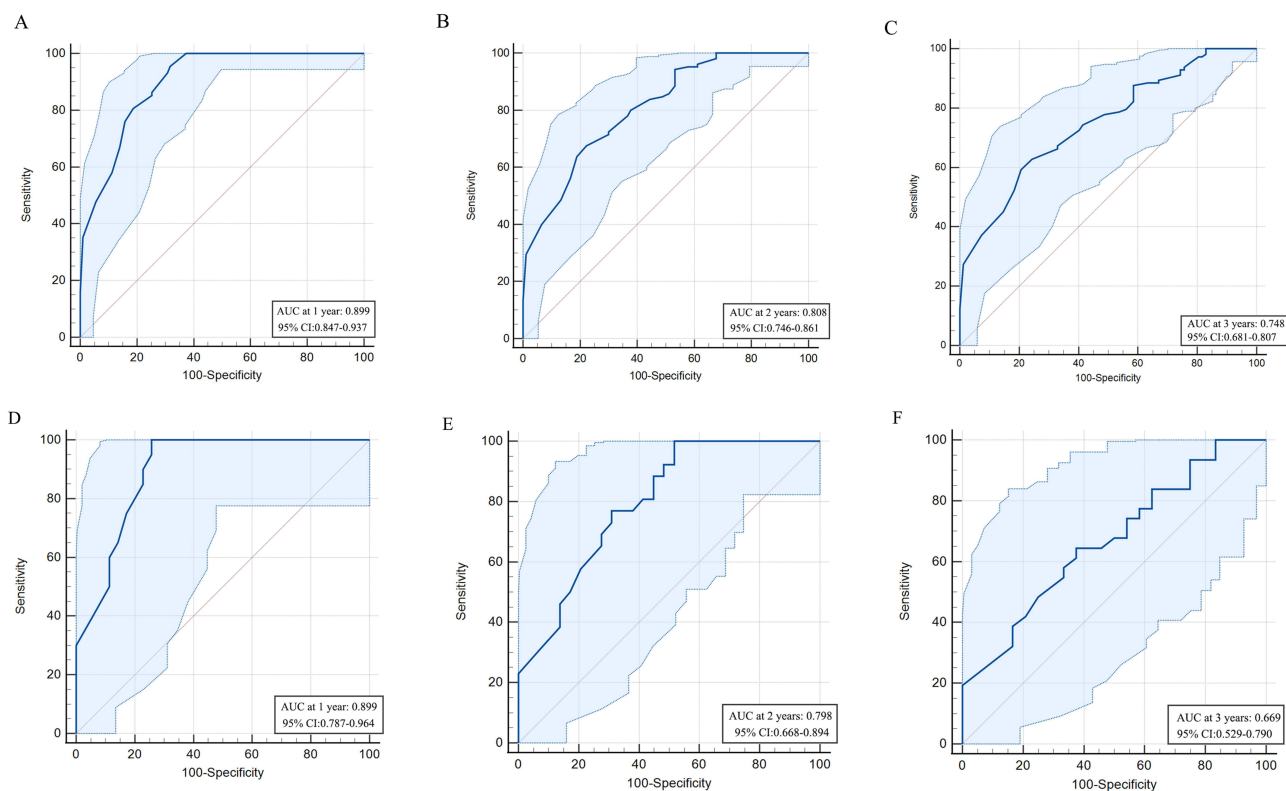 A
100
80
60
40
20
0
Sensitivity
0 20 40 60 80 100
100-Specificity
AUC at 1 year: 0.899
95% CI:0.847-0.937
B
100
80
60
40
20
0
Sensitivity
0 20 40 60 80 100
100-Specificity
AUC at 2 years: 0.808
95% CI:0.746-0.861
C
100
80
60
40
20
0
Sensitivity
0 20 40 60 80 100
100-Specificity
AUC at 3 years: 0.748
95% CI:0.681-0.807
D
100
80
60
40
20
0
Sensitivity
0 20 40 60 80 100
100-Specificity
AUC at 1 year: 0.899
95% CI:0.787-0.964
E
100
80
60
40
20
0
Sensitivity
0 20 40 60 80 100
100-Specificity
AUC at 2 years: 0.798
95% CI:0.668-0.894
F
100
80
60
40
20
0
Sensitivity
0 20 40 60 80 100
100-Specificity
AUC at 3 years: 0.669
95% CI:0.529-0.790